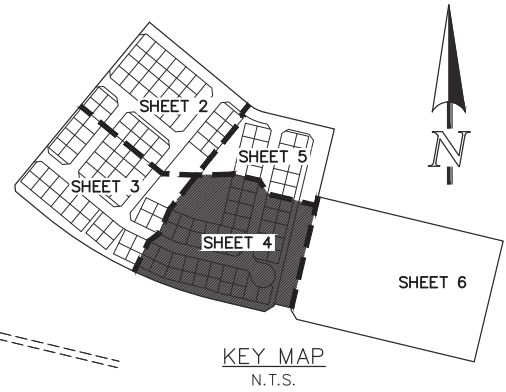 SHEET 2
N
SHEET 5
SHEET 3
SHEET 4
SHEET 6
KEY MAP
N.T.S.